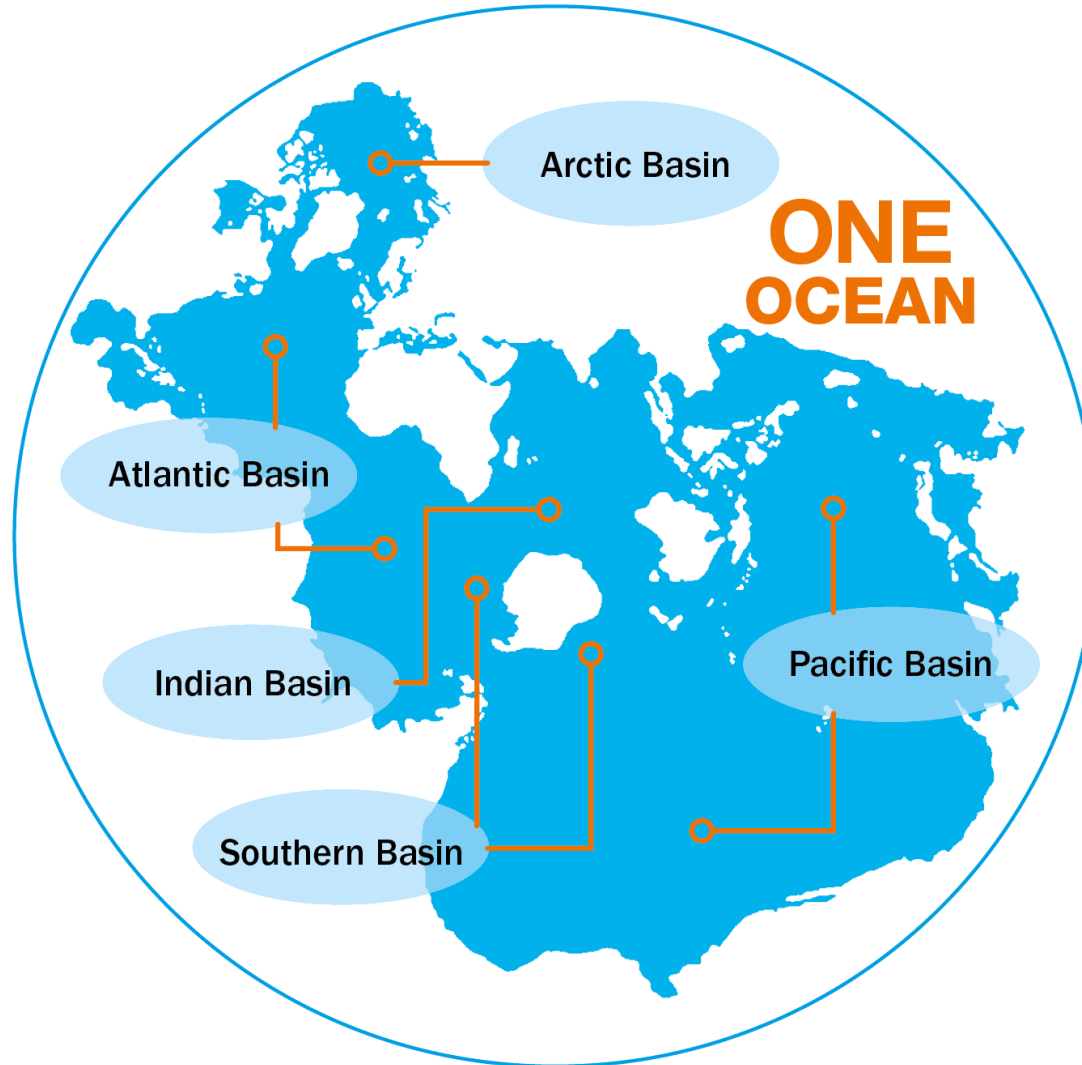 Arctic Basin
ONE
OCEAN
Atlantic Basin
Indian Basin
Pacific Basin
Southern Basin